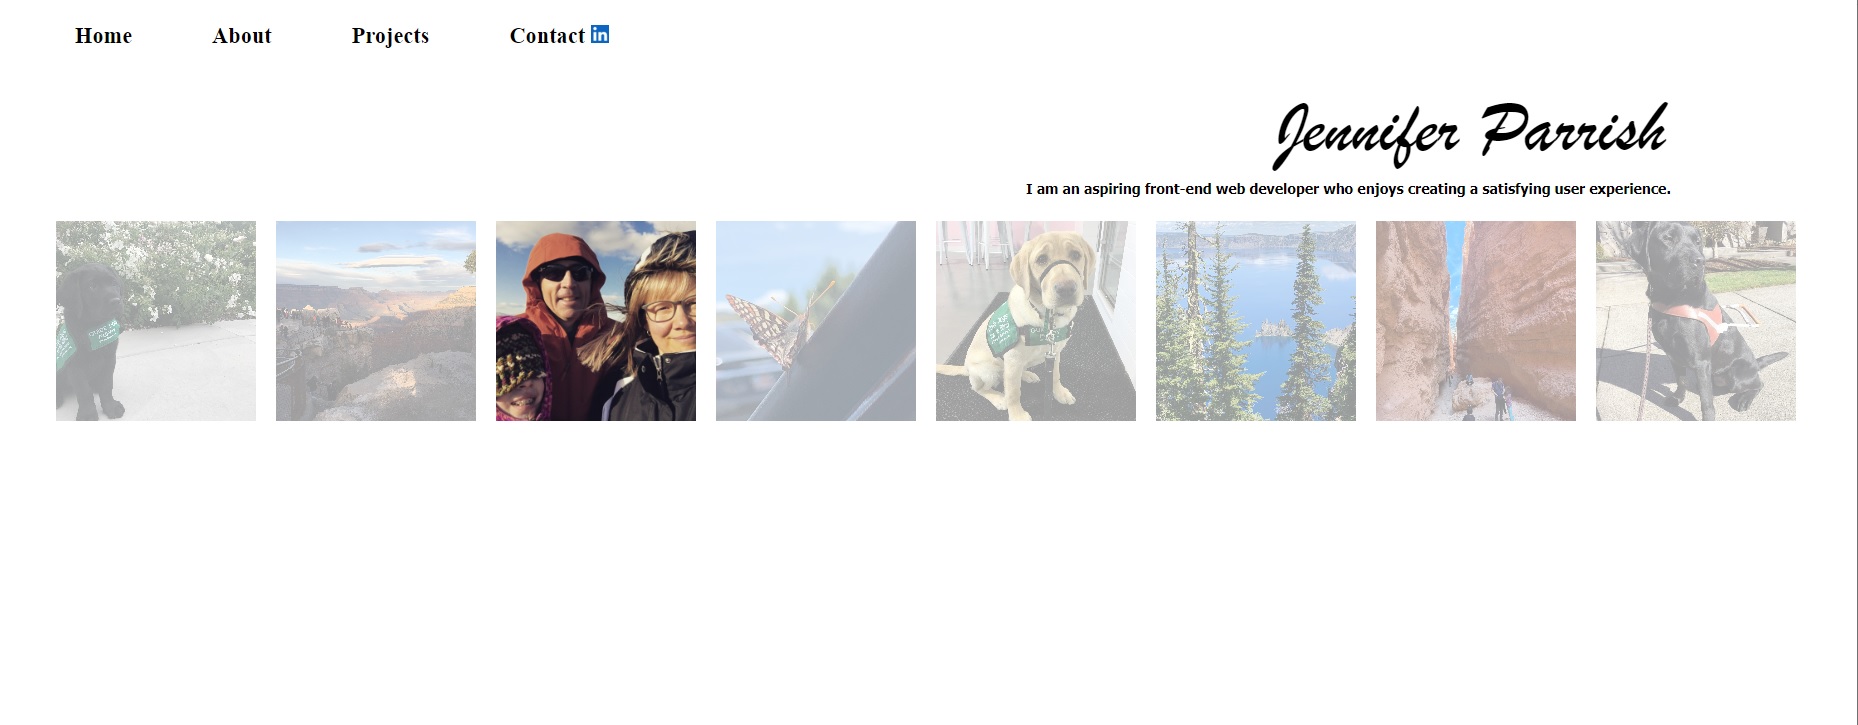 Home About Projects Contact in
Jennifer Parrish
I am an aspiring front-end web developer who enjoys creating a satisfying user experience.